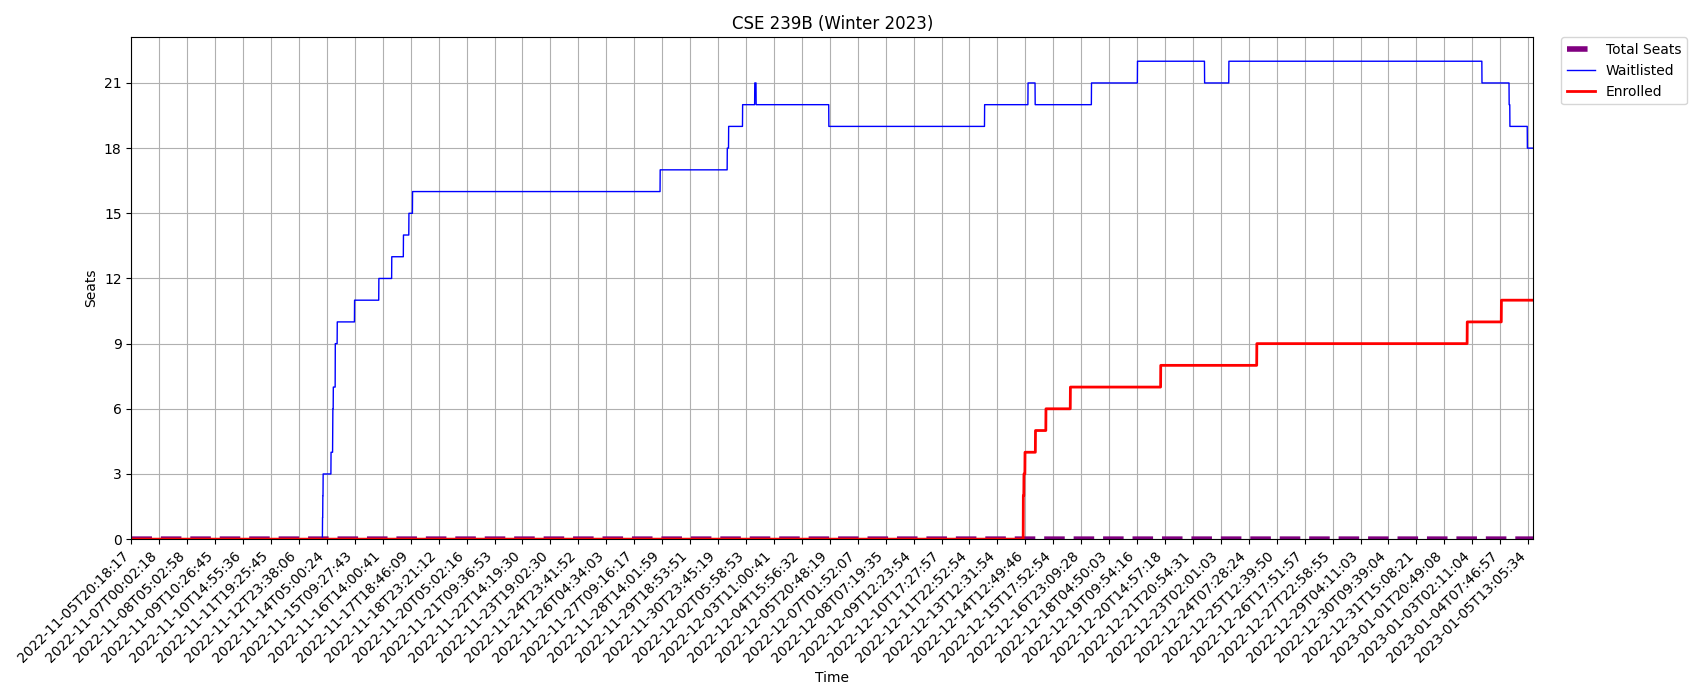 CSE 239B (Winter 2023)
Total Seats
Waitlisted
Enrolled
Seats
21
18
15
12
9
6
3
0
2022-11-05T20:18:17
2022-11-07T00:02:18
2022-11-08T05:02:58
2022-11-09T10:26:45
2022-11-10T14:55:36
2022-11-11T19:25:45
2022-11-12T23:38:06
2022-11-14T05:00:24
2022-11-15T09:27:43
2022-11-16T14:00:41
2022-11-17T18:46:09
2022-11-18T23:21:12
2022-11-20T05:02:16
2022-11-21T09:36:53
2022-11-22T14:19:30
2022-11-23T19:02:30
2022-11-24T23:41:52
2022-11-26T04:34:03
2022-11-27T09:16:17
2022-11-28T14:01:59
2022-11-29T18:53:51
2022-11-30T23:45:19
2022-12-02T05:58:53
2022-12-03T11:00:41
2022-12-04T15:56:32
2022-12-05T20:48:19
2022-12-07T01:52:07
2022-12-08T07:19:35
2022-12-09T12:23:54
2022-12-10T17:27:57
2022-12-11T22:52:54
2022-12-13T12:31:54
2022-12-14T12:49:46
2022-12-15T17:52:54
2022-12-16T23:09:28
2022-12-18T04:50:03
2022-12-19T09:54:16
2022-12-20T14:57:18
2022-12-21T20:54:31
2022-12-23T02:01:03
2022-12-24T07:28:24
2022-12-25T12:39:50
2022-12-26T17:51:57
2022-12-27T22:58:55
2022-12-29T04:11:03
2022-12-30T09:39:04
2022-12-31T15:08:21
2023-01-01T20:49:08
2023-01-03T02:11:04
2023-01-04T07:46:57
2023-01-05T13:05:34
Time